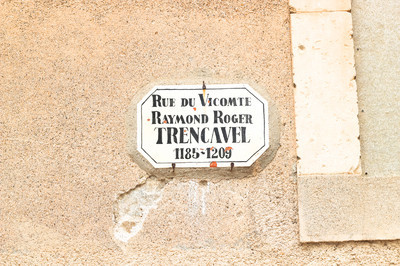 Rue du Vicomte
Raymond Roger
TRENCAVEL
1185-1209